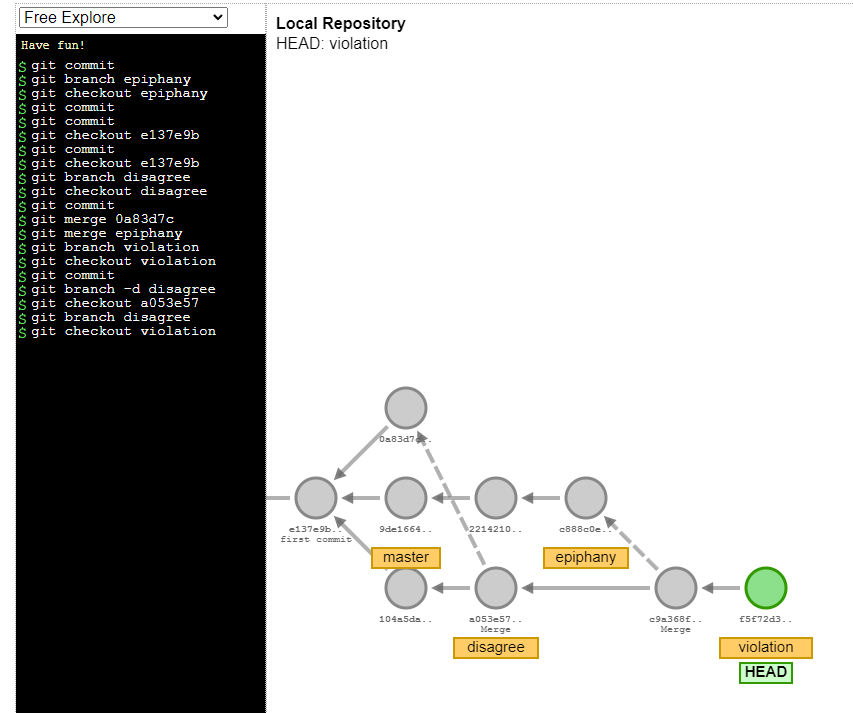 Free Explore
Have fun!
$ git commit
$ git branch epiphany
$ git checkout epiphany
$ git commit
$ git commit
$ git checkout e137e9b
$ git commit
$ git checkout e137e9b
$ git branch disagree
$ git checkout disagree
$ git commit
$ git merge 0a83d7c
$ git merge epiphany
$ git branch violation
$ git checkout violation
$ git commit
$ git branch -d disagree
$ git checkout a053e57
$ git branch disagree
$ git checkout violation
Local Repository
HEAD: violation
0a83d7c..
e137e9b..
first commit
9de1664..
2214210..
c888c0e..
master
epiphany
104a5da..
a053e57..
Merge
c9a368f..
Merge
f5f72d3..
disagree
violation
HEAD